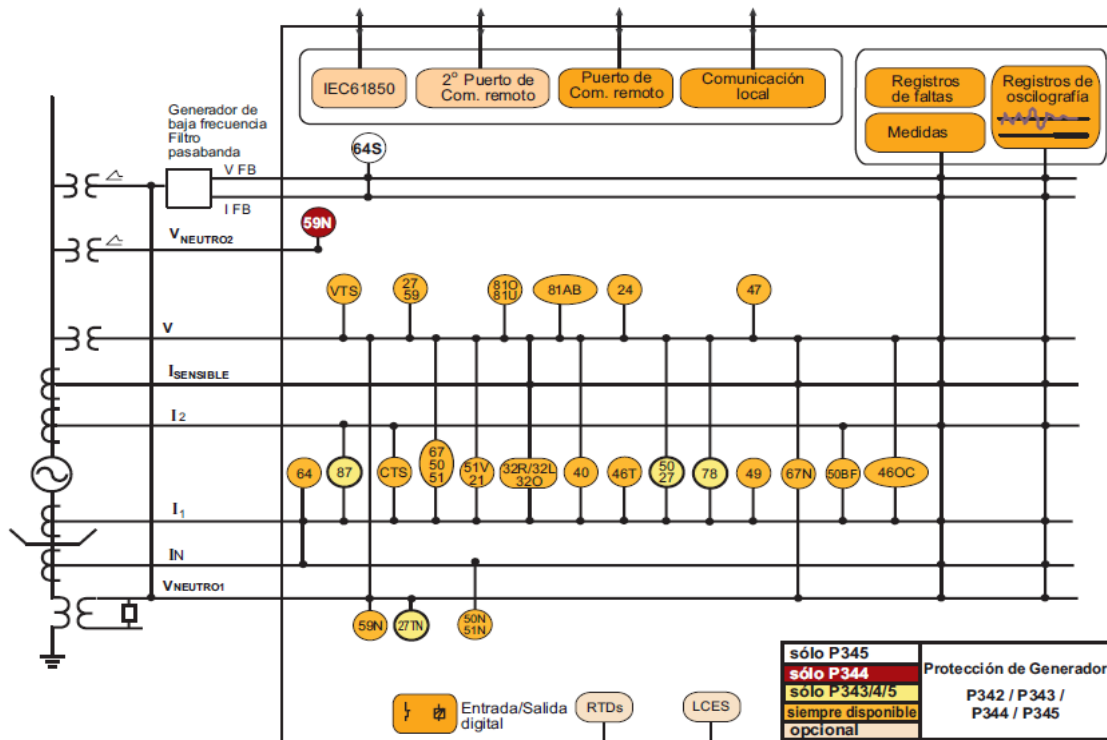 IEC61850
2º Puerto de
Com. remoto
Puerto de
Com. remoto
Comunicación
local
Registros
de faltas
Registros de
oscilografía
Medidas
Generador de
baja frecuencia
Filtro
pasabanda
64S
V FB
I FB
59N
VNEUTRO2
VTS
27
59
81O
81U
81AB
24
47
V
ISENSIBLE
I2
64
87
CTS
67
50
51
51V
21
32R/32L
32O
40
46T
50
27
78
49
67N
50BF
46OC
I1
IN
VNEUTRO1
59N
27TN
50N
51N
Entrada/Salida
digital
RTDs
LCES
sólo P345
sólo P344
sólo P343/4/5
siempre disponible
opcional
Protección de Generador
P342 / P343 /
P344 / P345